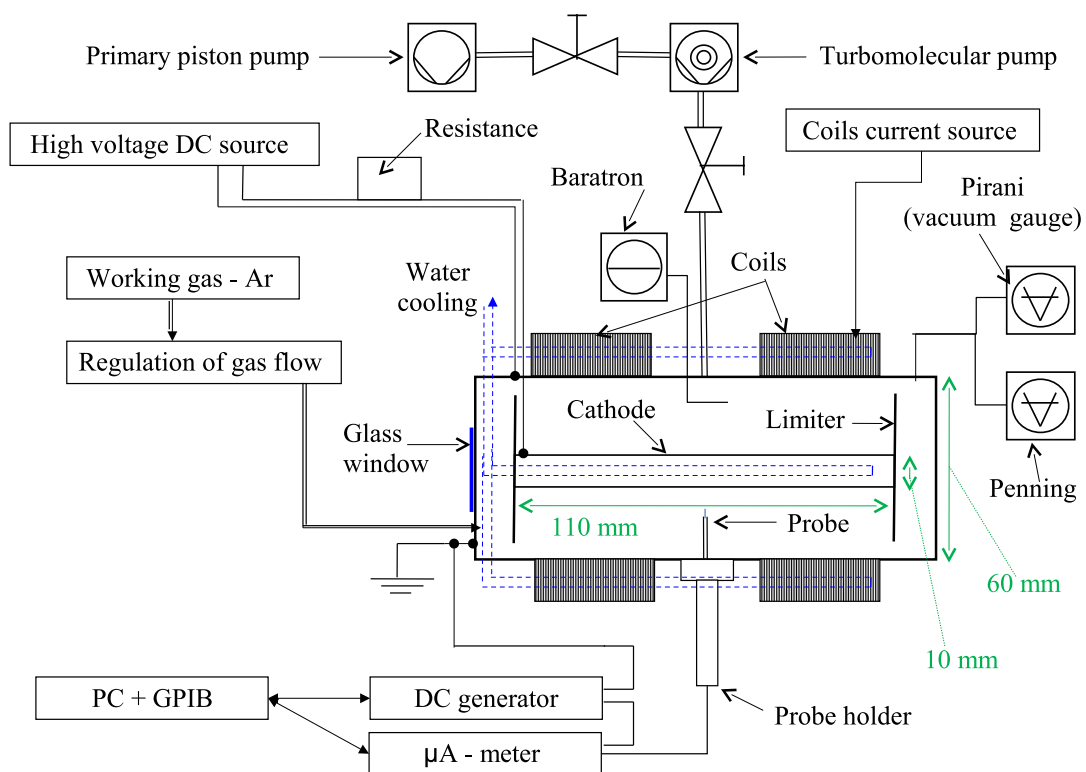 Primary piston pump
Turbomolecular pump
High voltage DC source
Resistance
Coils current source
Baratron
Pirani
(vacuum gauge)
Working gas - Ar
Water
cooling
Coils
Regulation of gas flow
Cathode
Limiter
Glass
window
Penning
110 mm
Probe
60 mm
10 mm
PC + GPIB
DC generator
Probe holder
µA - meter